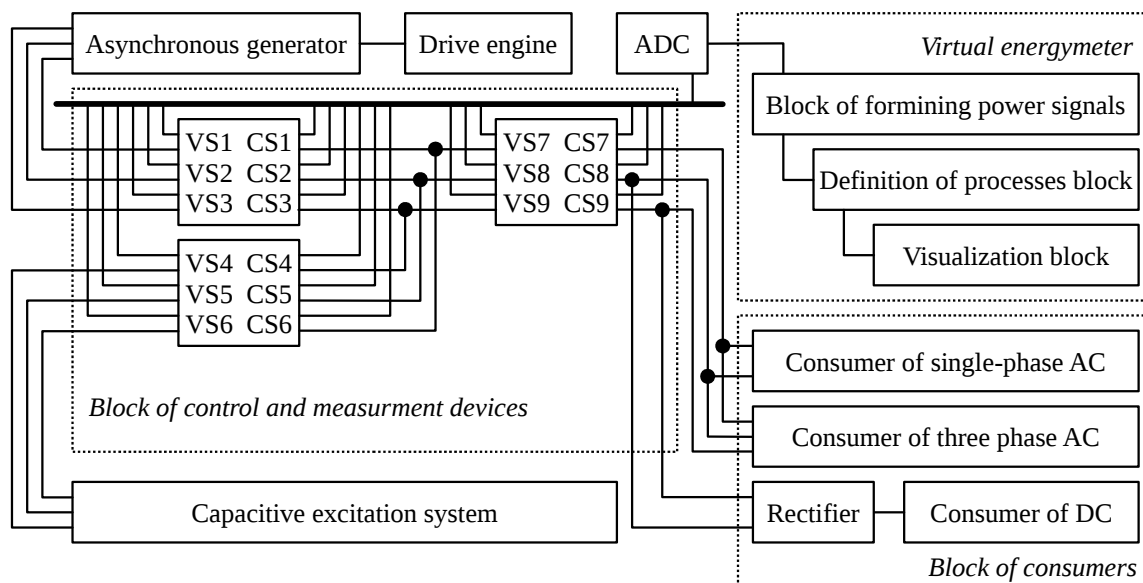 Asynchronous generator
Drive engine
ADC
Virtual energymeter
Block of formining power signals
Definition of processes block
Visualization block
VS1 CS1
VS2 CS2
VS3 CS3
VS7 CS7
VS8 CS8
VS9 CS9
VS4 CS4
VS5 CS5
VS6 CS6
Block of control and measurment devices
Consumer of single-phase AC
Consumer of three phase AC
Capacitive excitation system
Rectifier
Consumer of DC
Block of consumers